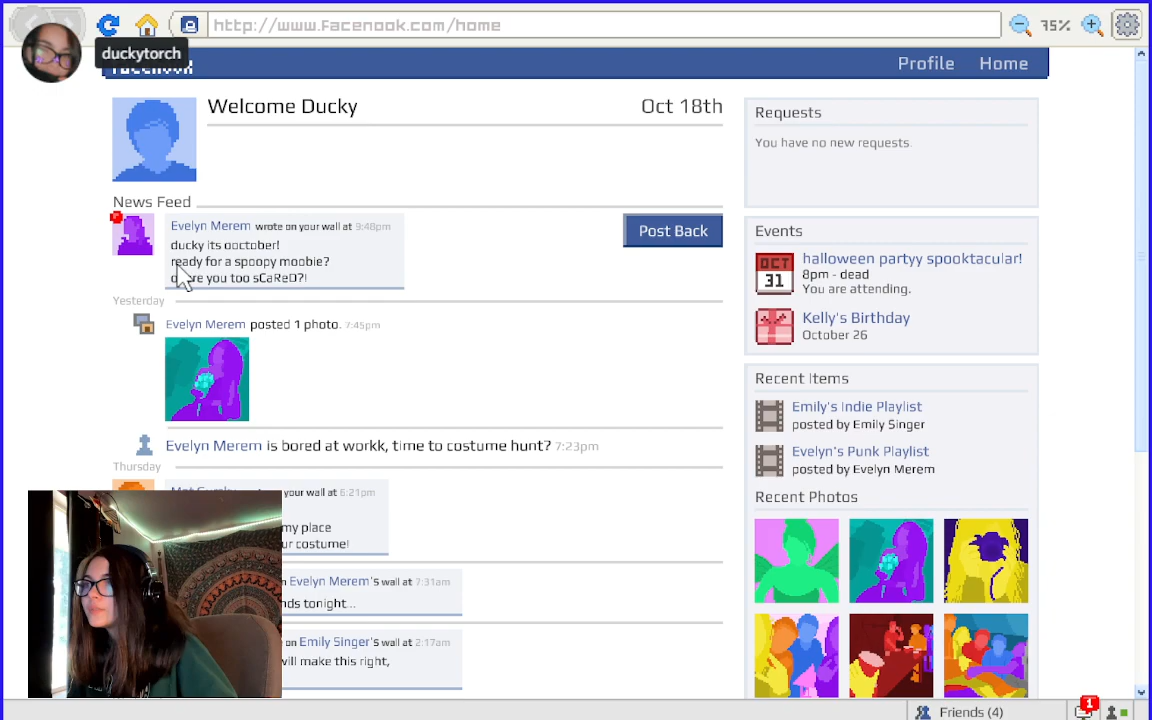 http://www.Facenook.com/home
75%
duckytorch
Profile Home
Welcome Ducky
Oct 18th
News Feed
Evelyn Merem wrote on your wall at 9:48pm
ducky its ooctober!
ready for a spoopy moobie?
you too sCaReD?!
Post Back
Yesterday
Evelyn Merem posted 1 photo. 7:45pm
Evelyn Merem is bored at workk, time to costume hunt? 7:23pm
Thursday
your wall at 6:21pm
my place
ur costume!
Evelyn Merem'S wall at 7:31am
nds tonight...
on Emily Singer'S wall at 2:17am
will make this right,
Requests
You have no new requests.
Events
OCT
31
halloween partyy spooktacular!
8pm - dead
You are attending.
Kelly's Birthday
October 26
Recent Items
Emily's Indie Playlist
posted by Emily Singer
Evelyn's Punk Playlist
posted by Evelyn Merem
Recent Photos
Friends (4)
1